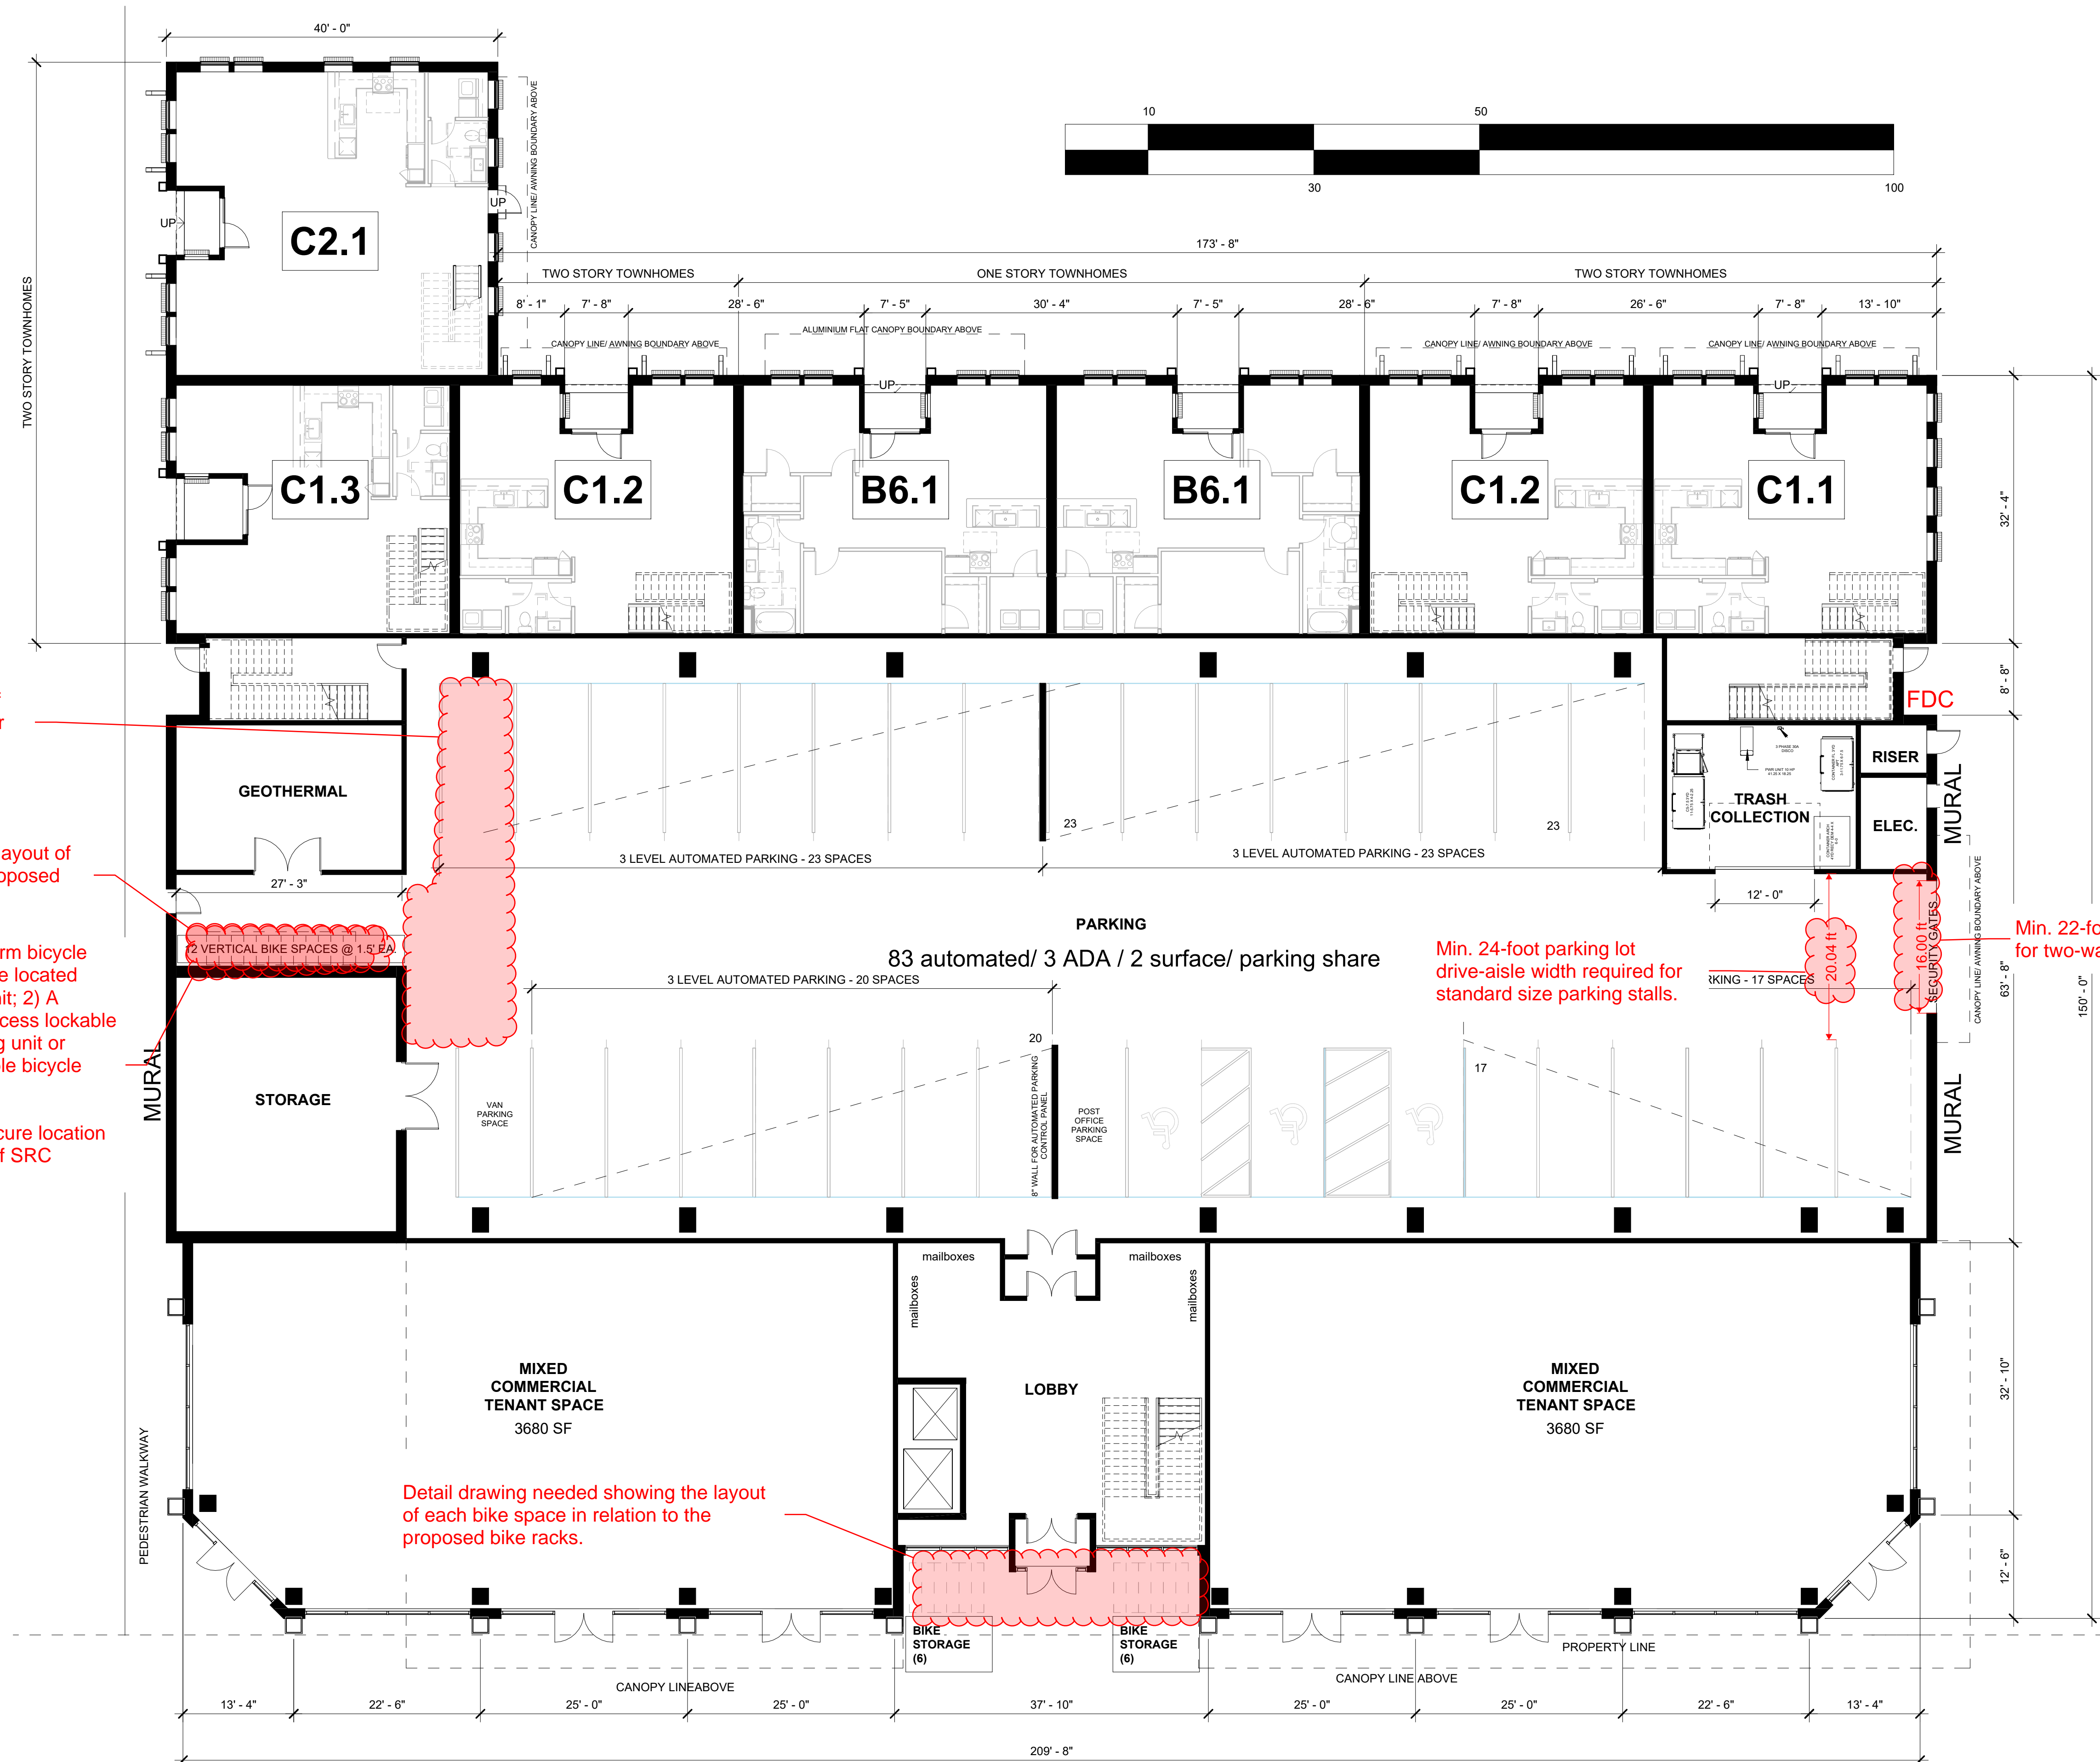 40' - 0"
10
50
30
100
TWO STORY TOWNHOMES
CANOPY LINE/ AWNING BOUNDARY ABOVE
UP
UP
C2.1
173' - 8"
TWO STORY TOWNHOMES
ONE STORY TOWNHOMES
TWO STORY TOWNHOMES
8' - 1"
7' - 8"
28' - 6"
7' - 5"
30' - 4"
7' - 5"
28' - 6"
7' - 8"
26' - 6"
7' - 8"
13' - 10"
ALUMINIUM FLAT CANOPY BOUNDARY ABOVE
CANOPY LINE/ AWNING BOUNDARY ABOVE
CANOPY LINE/ AWNING BOUNDARY ABOVE
CANOPY LINE/ AWNING BOUNDARY ABOVE
UP
UP
C1.3
C1.2
B6.1
B6.1
C1.2
C1.1
32' - 4"
8' - 8"
FDC
GEOTHERMAL
RISER
3 PHASE 30A
DISCO
PWR UNIT 10 HP
TRASH
COLLECTION
ELEC.
MURAL
23
23
3 LEVEL AUTOMATED PARKING - 23 SPACES
3 LEVEL AUTOMATED PARKING - 23 SPACES
ayout of
oposed
27' - 3"
12' - 0"
CANOPY LINE/ AWNING BOUNDARY ABOVE
SECURITY GATES
PARKING
83 automated/ 3 ADA / 2 surface/ parking share
12 VERTICAL BIKE SPACES @ 1.5' EA.
rm bicycle
e located
nit; 2) A
cess lockable
g unit or
le bicycle
cure location
f SRC
3 LEVEL AUTOMATED PARKING - 20 SPACES
Min. 24-foot parking lot
drive-aisle width required for
standard size parking stalls.
RKING - 17 SPACES
20.04 ft
16.00 ft
Min. 22-fo
for two-wa
63' - 8"
150' - 0"
MURAL
STORAGE
VAN
PARKING
SPACE
20
8" WALL FOR AUTOMATED PARKING
CONTROL PANEL
POST
OFFICE
PARKING
SPACE
17
MURAL
mailboxes
mailboxes
mailboxes
mailboxes
MIXED
COMMERCIAL
TENANT SPACE
3680 SF
LOBBY
MIXED
COMMERCIAL
TENANT SPACE
3680 SF
32' - 10"
12' - 6"
PEDESTRIAN WALKWAY
Detail drawing needed showing the layout
of each bike space in relation to the
proposed bike racks.
BIKE
STORAGE
(6)
BIKE
STORAGE
(6)
PROPERTY LINE
CANOPY LINEABOVE
CANOPY LINE ABOVE
13' - 4"
22' - 6"
25' - 0"
25' - 0"
37' - 10"
25' - 0"
25' - 0"
22' - 6"
13' - 4"
209' - 8"